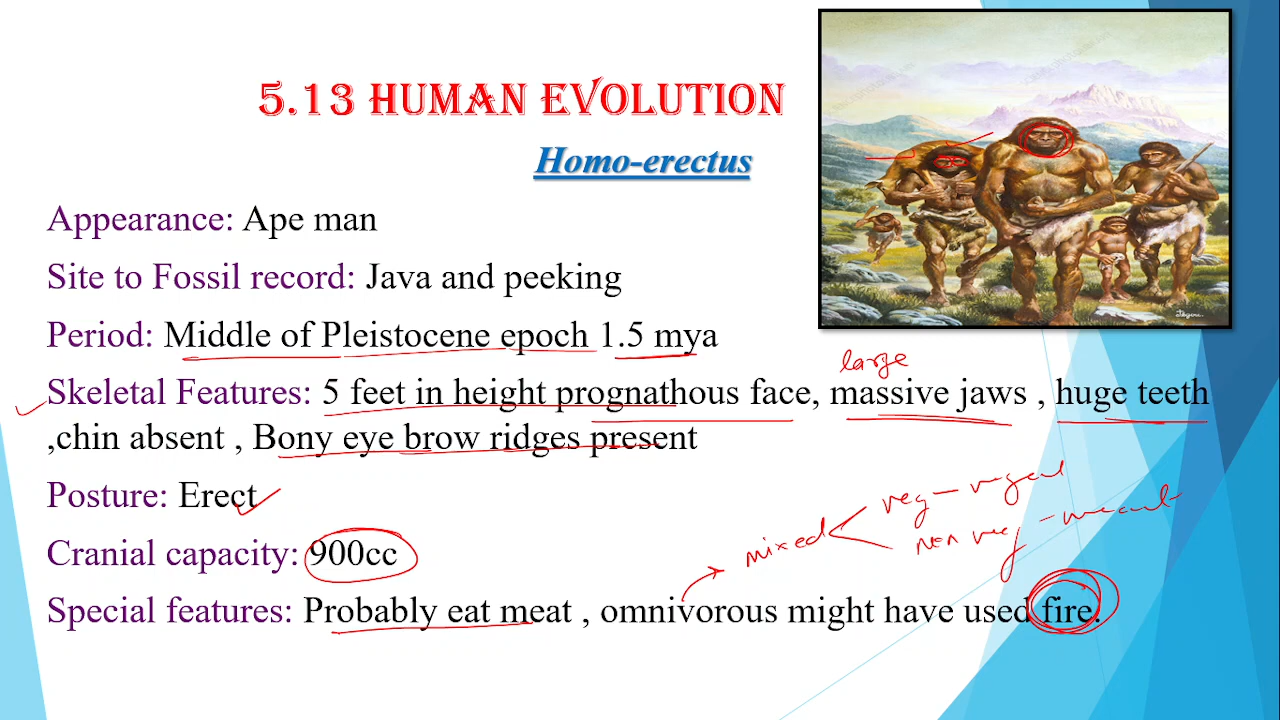 5.13 HUMAN EVOLUTION
Homo-erectus
Appearance: Ape man
Site to Fossil record: Java and peeking
Period: Middle of Pleistocene epoch 1.5 mya
large
Skeletal Features: 5 feet in height prognathous face, massive jaws , huge teeth
,chin absent , Bony eye brow ridges present
Posture: Erect
veg -
mixed
non veg -
Cranial capacity: 900cc
Special features: Probably eat meat , omnivorous might have used fire.